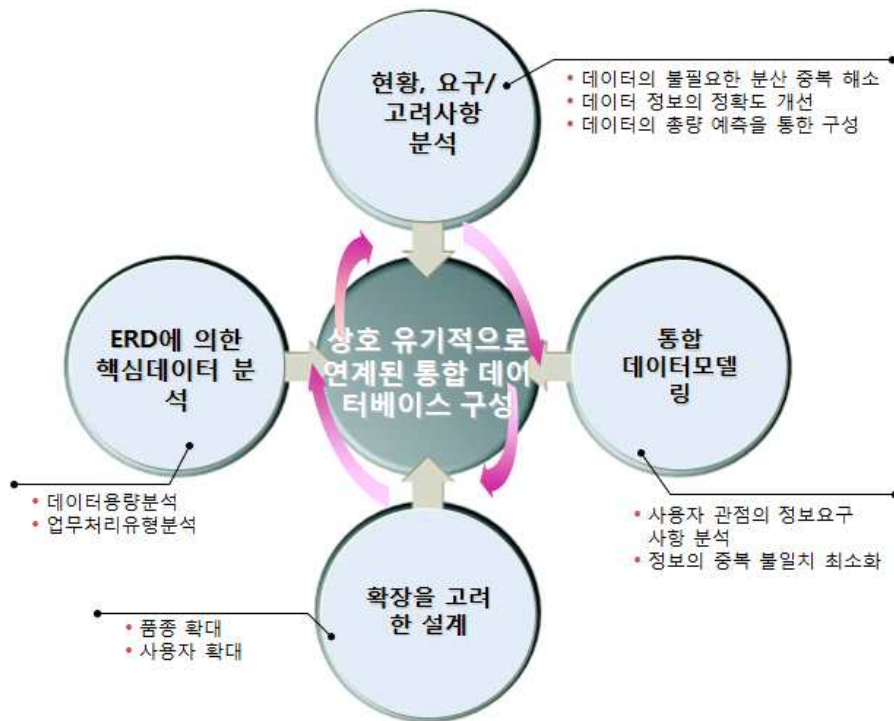 현황, 요구/
고려사항
분석
• 데이터의 불필요한 분산 중복 해소
• 데이터 정보의 정확도 개선
• 데이터의 총량 예측을 통한 구성
ERD에 의한
핵심데이터 분
석
• 데이터용량분석
• 업무처리유형분석
상호 유기적으로
연계된 통합 데이
터베이스 구성
통합
데이터모델
링
• 사용자 관점의 정보요구
사항 분석
• 정보의 중복 불일치 최소화
확장을 고려
한 설계
• 품종 확대
• 사용자 확대